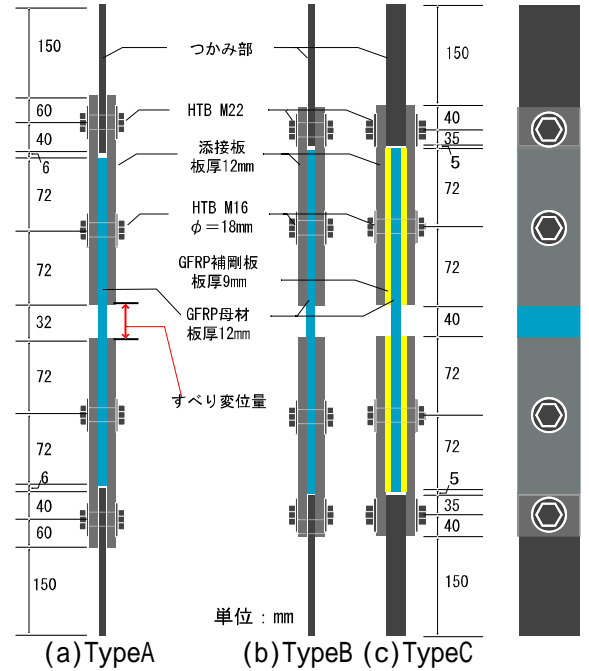 150
60
40
6
72
72
32
72
72
6
40
60
150
つかみ部
HTB M22
添接板
板厚12mm
HTB M16
φ＝18mm
GFRP補剛板
板厚9mm
GFRP母材
板厚12mm
すべり変位量
単位：mm
150
40
35
5
72
72
40
72
72
5
35
40
150
(a)TypeA
(b)TypeB
(c)TypeC